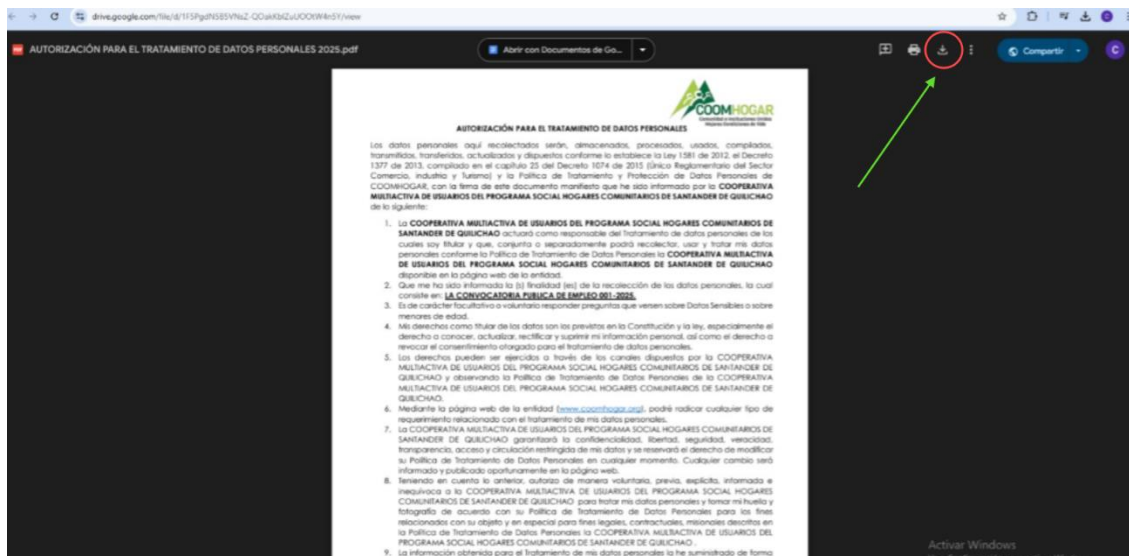 drive.google.com/file/d/1F5PgdN5B5VNsZ-QOakKblZuUOOtW4n5Y/view
AUTORIZACIÓN PARA EL TRATAMIENTO DE DATOS PERSONALES 2025.pdf
Abrir con Documentos de Go...
Compartir
C
COOMHOGAR
Comunidad e Instituciones Unidas
Mejores Condiciones de Vida
AUTORIZACIÓN PARA EL TRATAMIENTO DE DATOS PERSONALES
Los datos personales aquí recolectados serán, almacenados, procesados, usados, compilados,
transmitidos, transferidos, actualizados y dispuestos conforme lo establece la Ley 1581 de 2012, el Decreto
1377 de 2013, compilado en el capítulo 25 del Decreto 1074 de 2015 (Único Reglamentario del Sector
Comercio, Industria y Turismo) y la Política de Tratamiento y Protección de Datos Personales de
COOMHOGAR, con la firma de este documento manifiesto que he sido informado por la COOPERATIVA
MULTIACTIVA DE USUARIOS DEL PROGRAMA SOCIAL HOGARES COMUNITARIOS DE SANTANDER DE QUILICHAO
de lo siguiente:
1. La COOPERATIVA MULTIACTIVA DE USUARIOS DEL PROGRAMA SOCIAL HOGARES COMUNITARIOS DE
SANTANDER DE QUILICHAO actuará como responsable del Tratamiento de datos personales de los
cuales soy titular y que, conjunta o separadamente podrá recolectar, usar y tratar mis datos
personales conforme la Política de Tratamiento de Datos Personales la COOPERATIVA MULTIACTIVA
DE USUARIOS DEL PROGRAMA SOCIAL HOGARES COMUNITARIOS DE SANTANDER DE QUILICHAO
disponible en la página web de la entidad.
2. Que me ha sido informada la (s) finalidad (es) de la recolección de los datos personales, la cual
consiste en: LA CONVOCATORIA PUBLICA DE EMPLEO 001-2025.
3. Es de carácter facultativo o voluntario responder preguntas que versen sobre Datos Sensibles o sobre
menores de edad.
4. Mis derechos como titular de los datos son los previstos en la Constitución y la ley, especialmente el
derecho a conocer, actualizar, rectificar y suprimir mi información personal, así como el derecho a
revocar el consentimiento otorgado para el tratamiento de datos personales.
5. Los derechos pueden ser ejercidos a través de los canales dispuestos por la COOPERATIVA
MULTIACTIVA DE USUARIOS DEL PROGRAMA SOCIAL HOGARES COMUNITARIOS DE SANTANDER DE
QUILICHAO y observando la Política de Tratamiento de Datos Personales de la COOPERATIVA
MULTIACTIVA DE USUARIOS DEL PROGRAMA SOCIAL HOGARES COMUNITARIOS DE SANTANDER DE
QUILICHAO.
6. Mediante la página web de la entidad (www.coomhogar.org), podré radicar cualquier tipo de
requerimiento relacionado con el tratamiento de mis datos personales.
7. La COOPERATIVA MULTIACTIVA DE USUARIOS DEL PROGRAMA SOCIAL HOGARES COMUNITARIOS DE
SANTANDER DE QUILICHAO garantizará la confidencialidad, libertad, seguridad, veracidad,
transparencia, acceso y circulación restringida de mis datos y se reservará el derecho de modificar
su Política de Tratamiento de Datos Personales en cualquier momento. Cualquier cambio será
informado y publicado oportunamente en la página web.
8. Teniendo en cuenta lo anterior, autorizo de manera voluntaria, previa, explícita, informada e
inequívoca a la COOPERATIVA MULTIACTIVA DE USUARIOS DEL PROGRAMA SOCIAL HOGARES
COMUNITARIOS DE SANTANDER DE QUILICHAO para tratar mis datos personales y tomar mi huella y
fotografía de acuerdo con su Política de Tratamiento de Datos Personales para los fines
relacionados con su objeto y en especial para fines legales, contractuales, misionales descritos en
la Política de Tratamiento de Datos Personales la COOPERATIVA MULTIACTIVA DE USUARIOS DEL
PROGRAMA SOCIAL HOGARES COMUNITARIOS DE SANTANDER DE QUILICHAO .
9. La información obtenida para el Tratamiento de mis datos personales la he suministrado de forma
Activar Windows